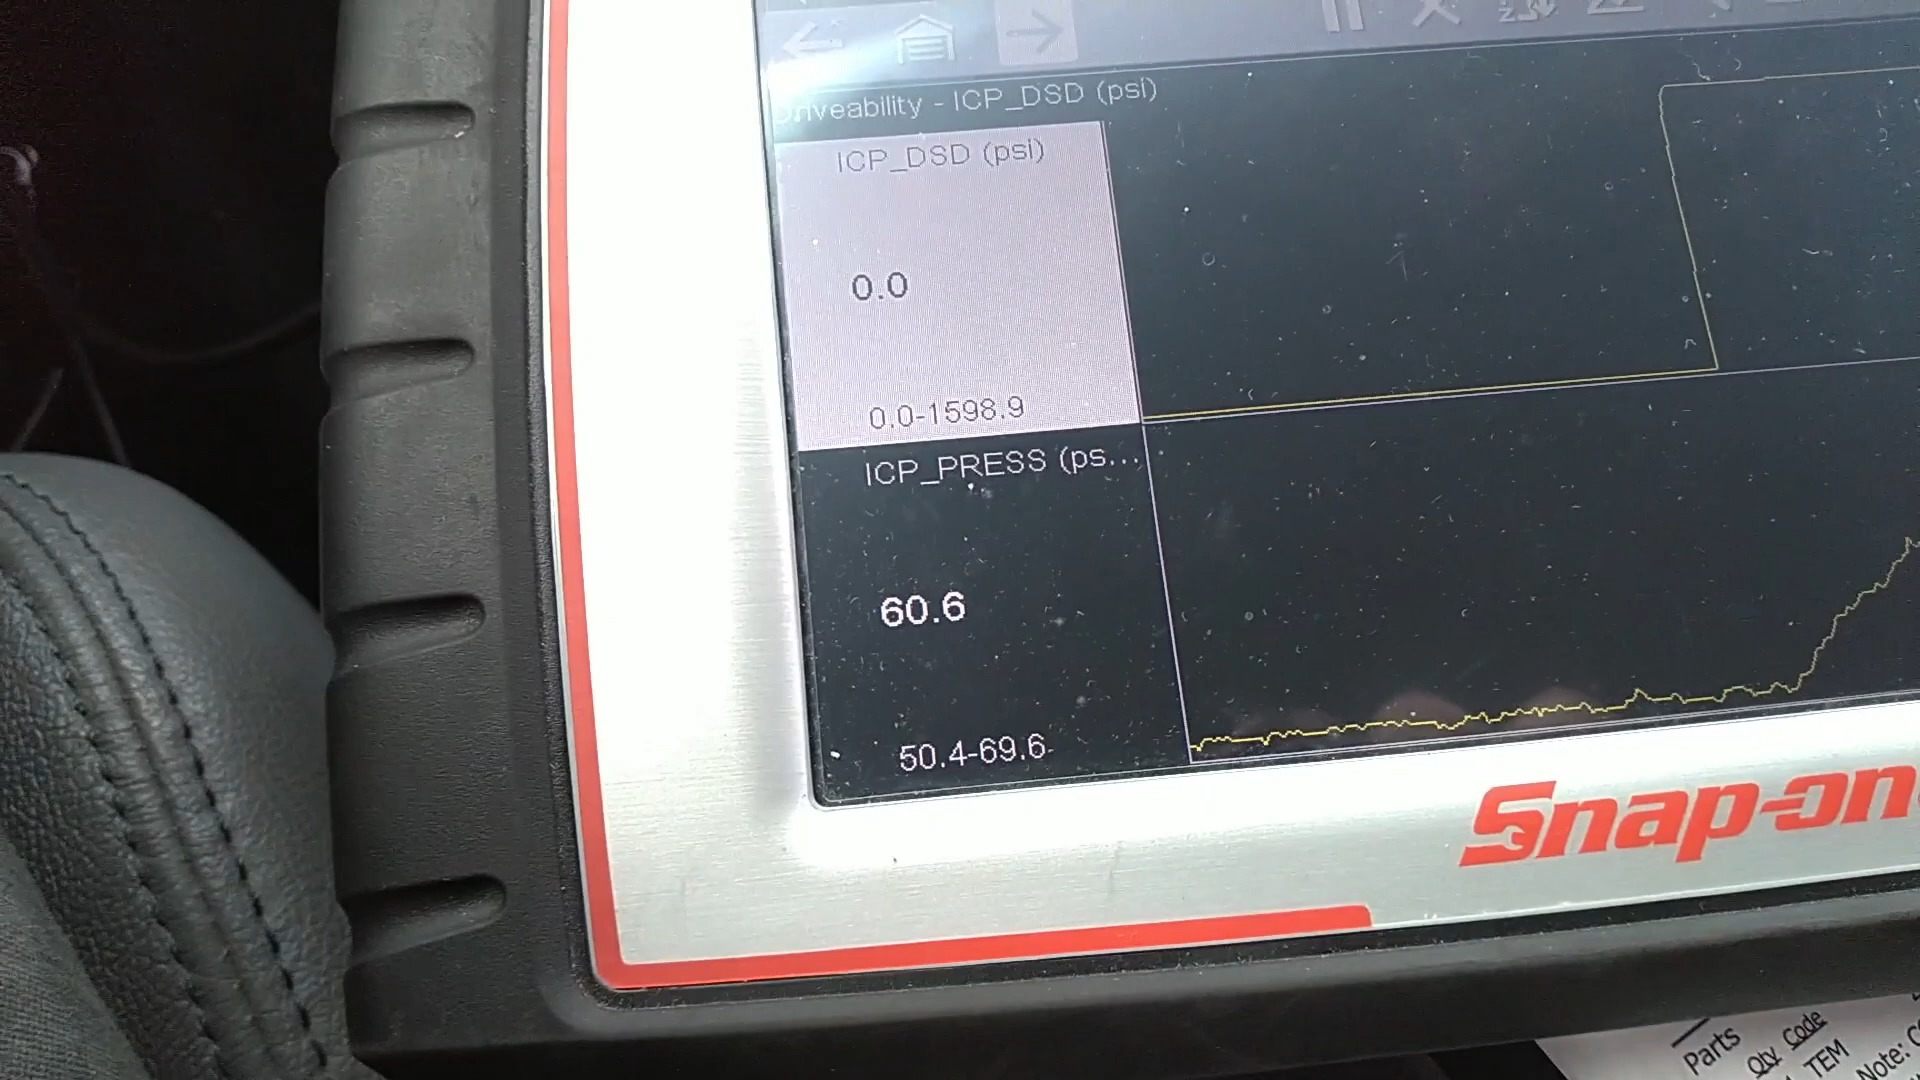 Driveability - ICP_DSD (psi)
ICP_DSD (psi)
0.0
0.0-1598.9
ICP_PRESS (ps...
60.6
50.4-69.6
Snap-on
Parts
Qty Code
TEM
Note: